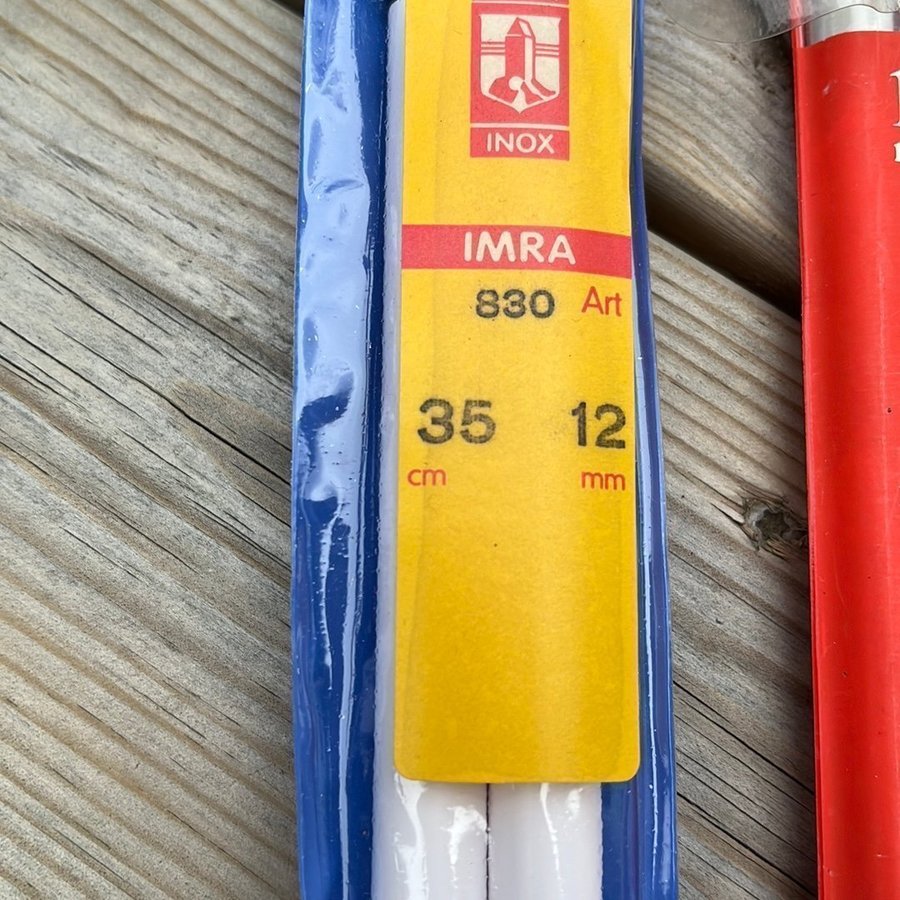 INOX
IMRA
830 Art
35 12
cm mm